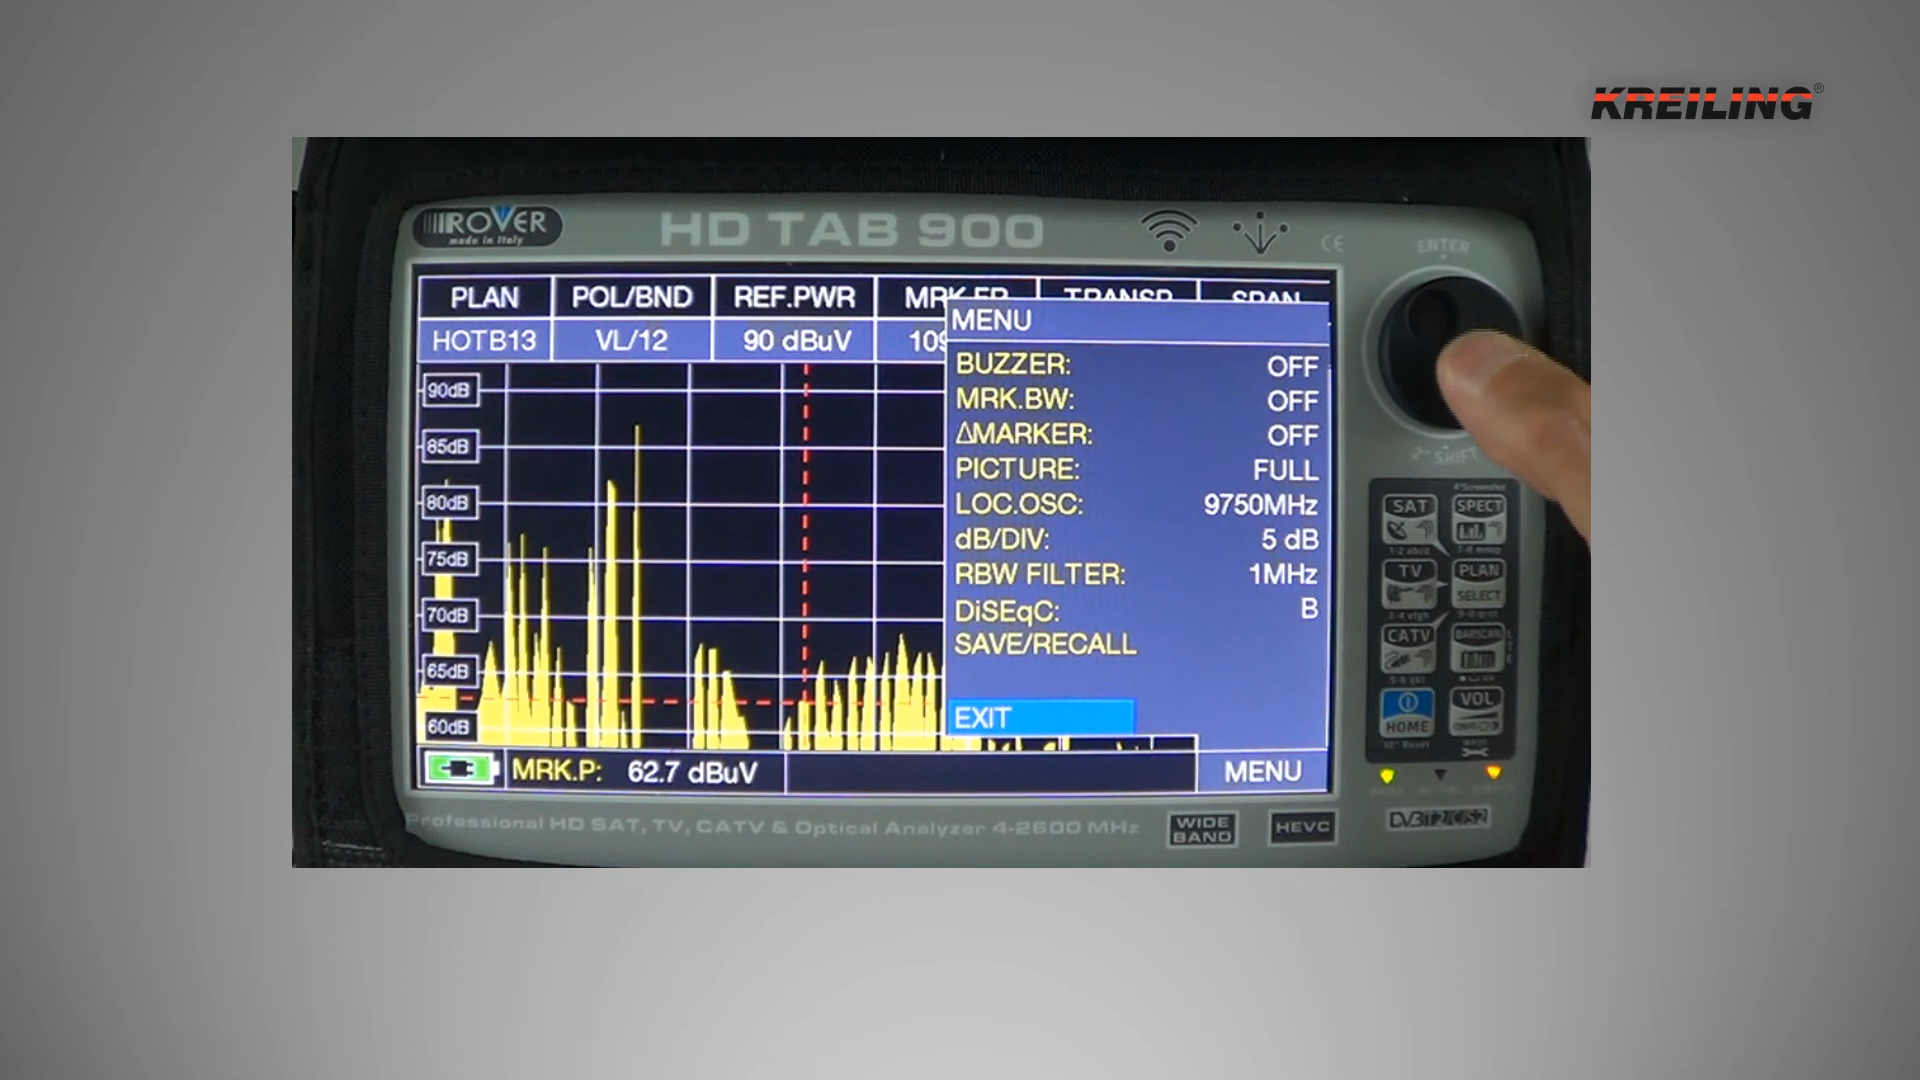 KREILING®
ROVER
made in Italy
HD TAB 900
CE
ENTER
PLAN POL/BND REF.PWR
HOTB13 VL/12 90 dBuV
MENU
BUZZER: OFF
MRK.BW: OFF
ΔMARKER: OFF
PICTURE: FULL
LOC.OSC: 9750MHz
dB/DIV: 5 dB
RBW FILTER: 1MHz
DiSEqC: B
SAVE/RECALL
EXIT
90dB
85dB
80dB
75dB
70dB
65dB
60dB
MRK.P: 62.7 dBuV
MENU
SAT SPECT
TV PLAN
SELECT
CATV BARSCAN
HOME VOL
Professional HD SAT, TV, CATV & Optical Analyzer 4-2600 MHz
WIDE
BAND
HEVC